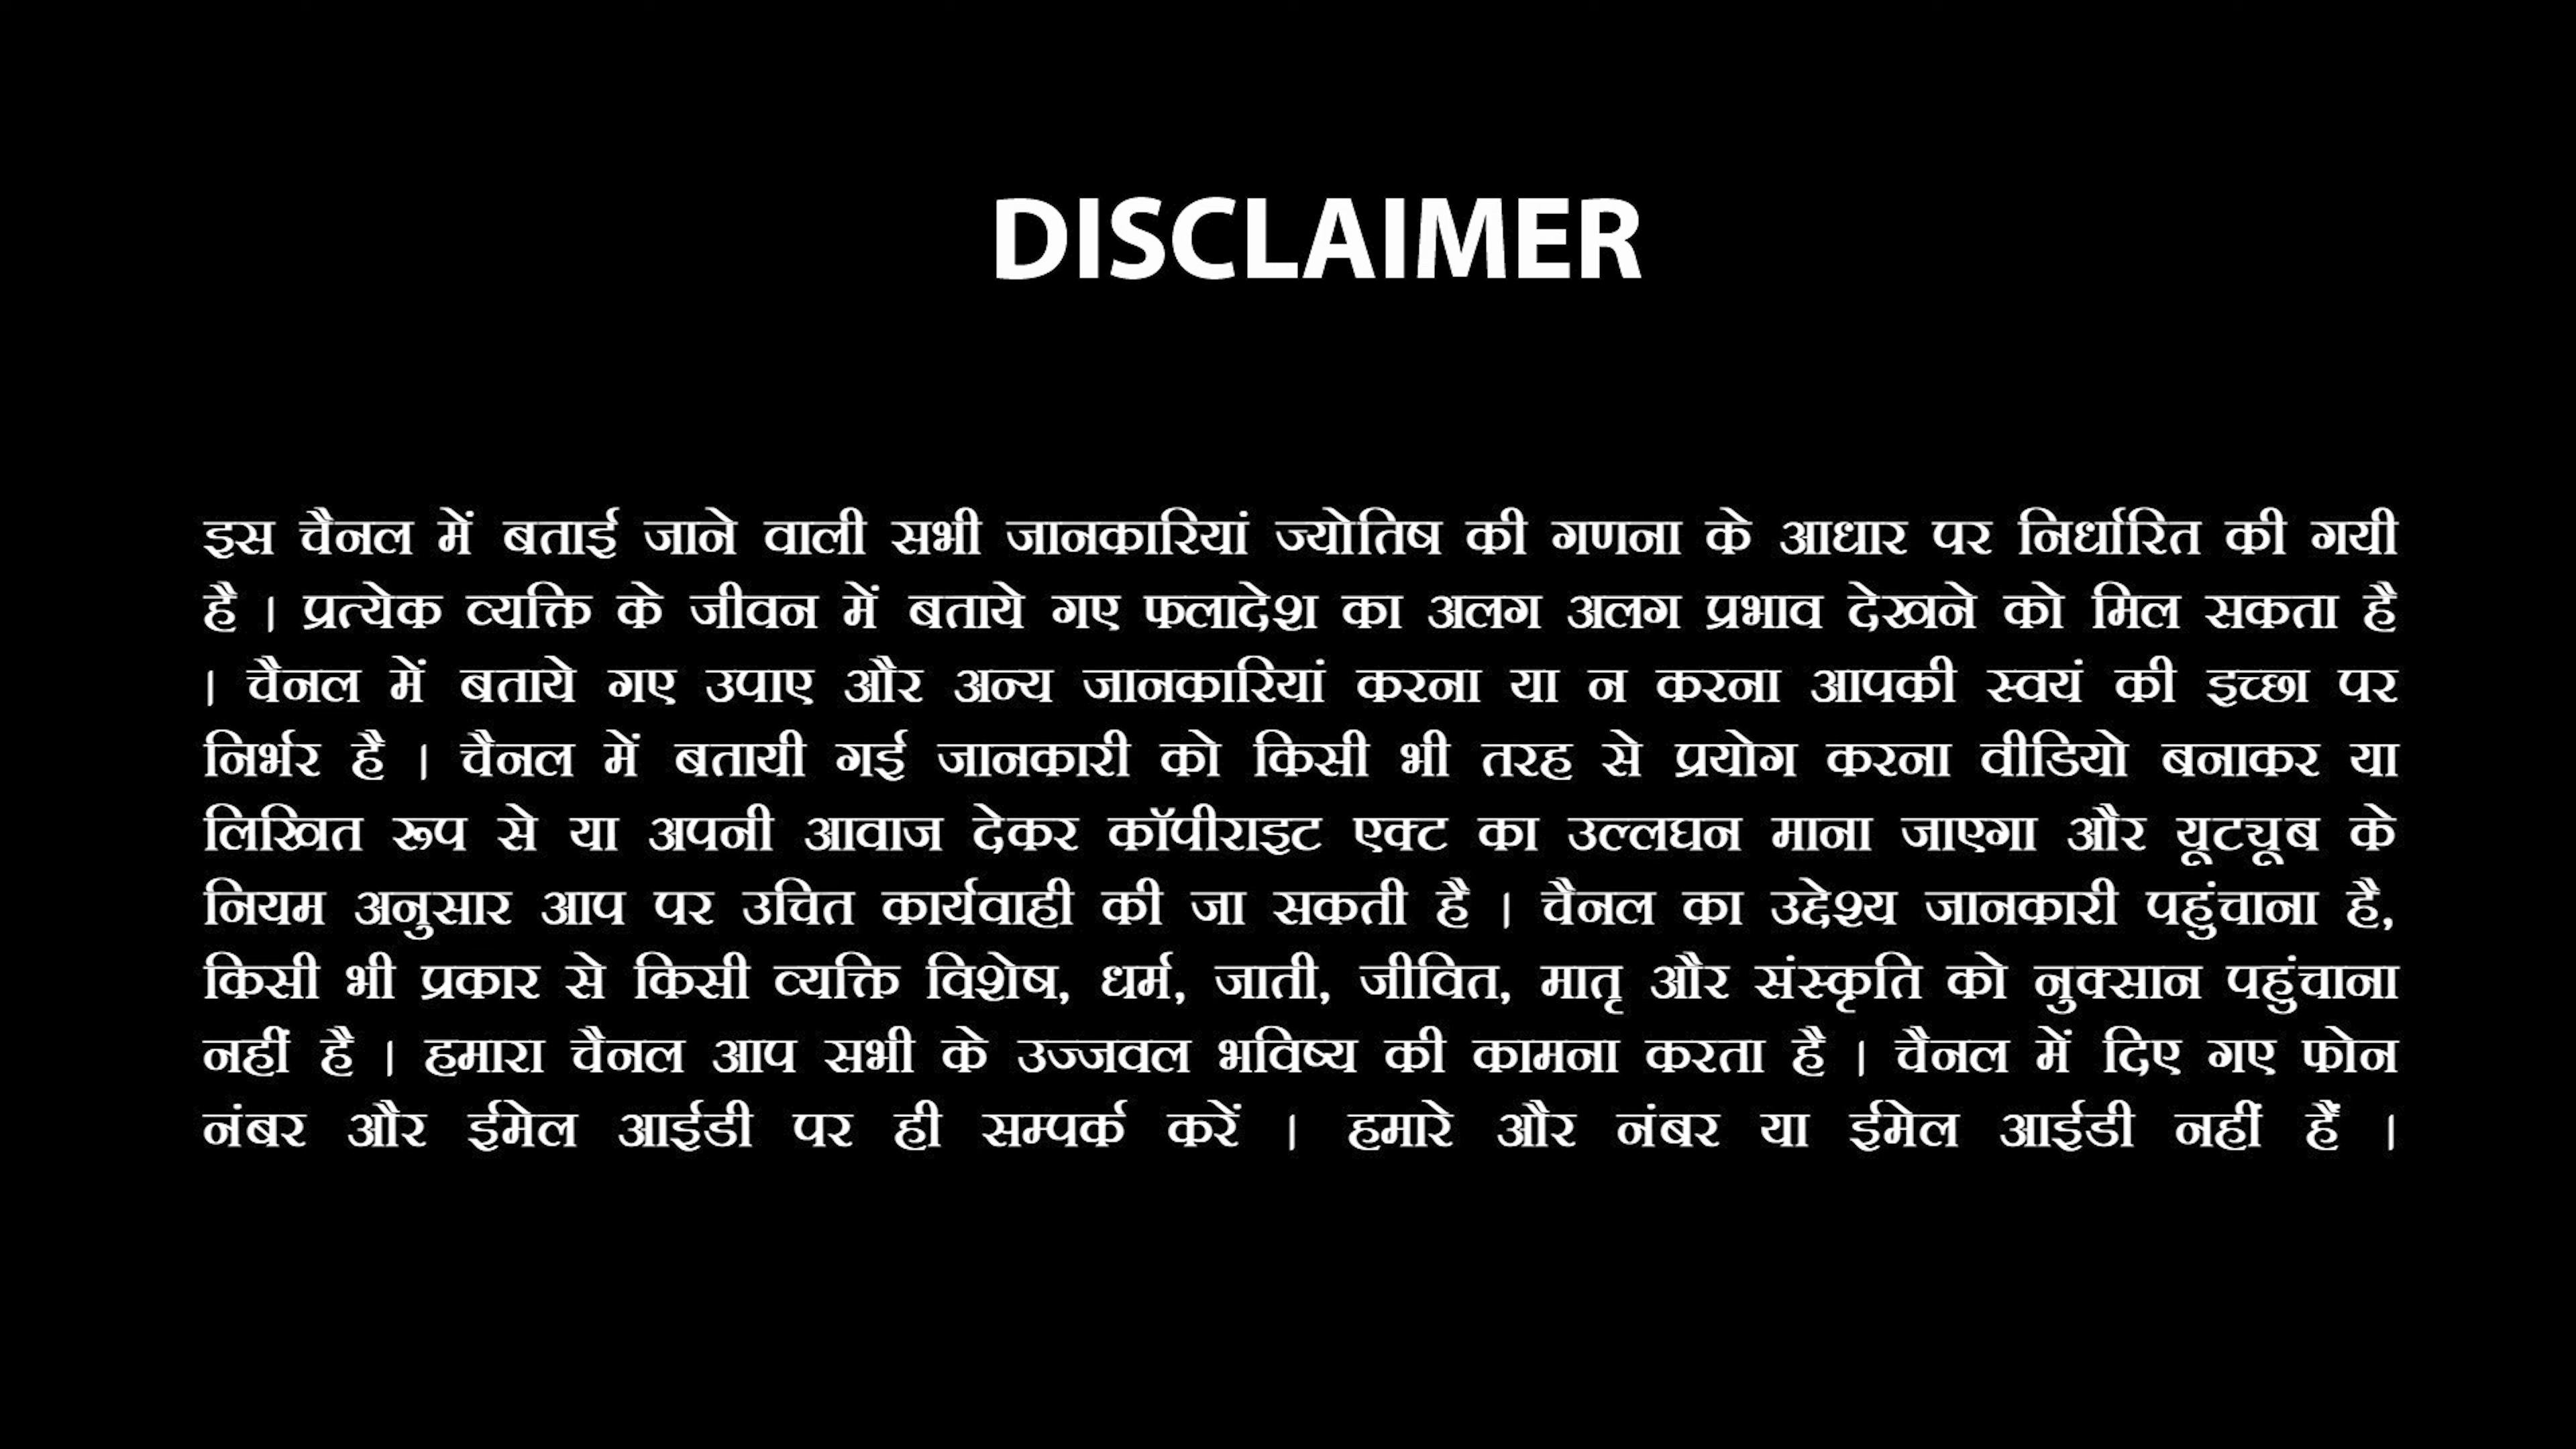 DISCLAIMER
इस चैनल में बताई जाने वाली सभी जानकारियां ज्योतिष की गणना के आधार पर निर्धारित की गयी
है । प्रत्येक व्यक्ति के जीवन में बताये गए फलादेश का अलग अलग प्रभाव देखने को मिल सकता है
। चैनल में बताये गए उपाए और अन्य जानकारियां करना या न करना आपकी स्वयं की इच्छा पर
निर्भर है । चैनल में बतायी गई जानकारी को किसी भी तरह से प्रयोग करना वीडियो बनाकर या
लिखित रूप से या अपनी आवाज देकर कॉपीराइट एक्ट का उल्लघन माना जाएगा और यूट्यूब के
नियम अनुसार आप पर उचित कार्यवाही की जा सकती है । चैनल का उद्देश्य जानकारी पहुंचाना है,
किसी भी प्रकार से किसी व्यक्ति विशेष, धर्म, जाती, जीवित, मातृ और संस्कृति को नुक्सान पहुंचाना
नहीं है । हमारा चैनल आप सभी के उज्जवल भविष्य की कामना करता है । चैनल में दिए गए फोन
नंबर और ईमेल आईडी पर ही सम्पर्क करें । हमारे और नंबर या ईमेल आईडी नहीं हैं ।